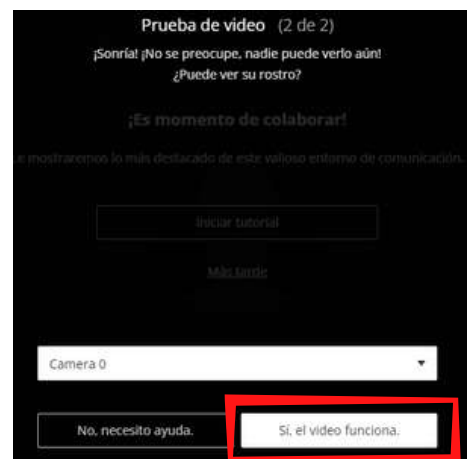 Prueba de video (2 de 2)
¡Sonría! ¡No se preocupe, nadie puede verlo aún!
¿Puede ver su rostro?
¡Es momento de colaborar!
Le mostraremos lo más destacado de este valioso entorno de comunicación.
Iniciar tutorial
Más tarde
Camera 0
No, necesito ayuda.
Sí, el video funciona.